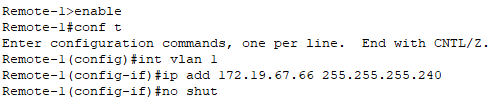 Remote-1>enable
Remote-1#conf t
Enter configuration commands, one per line.  End with CNTL/Z.
Remote-1(config)#int vlan 1
Remote-1(config-if)#ip add 172.19.67.66 255.255.255.240
Remote-1(config-if)#no shut